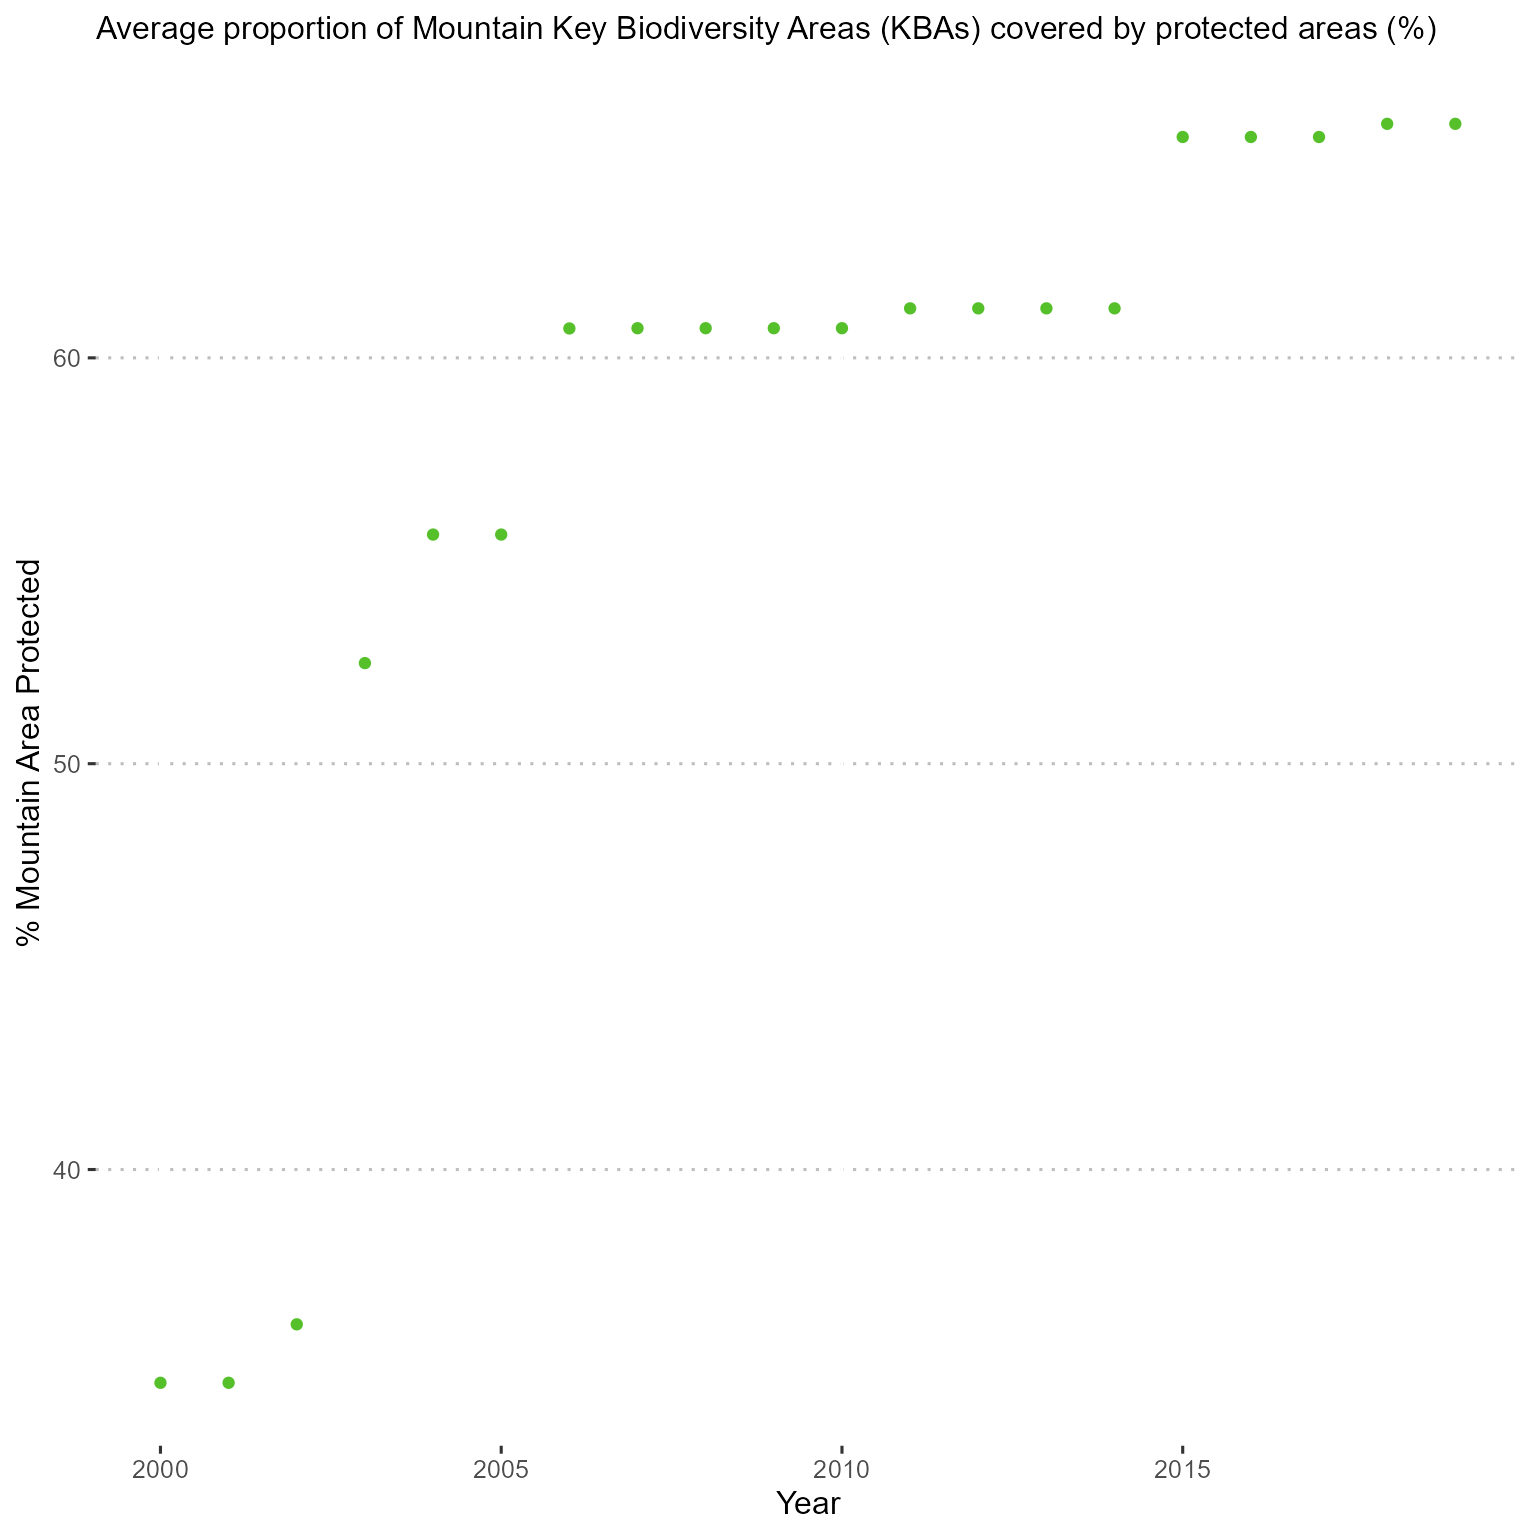 Average proportion of Mountain Key Biodiversity Areas (KBAs) covered by protected areas (%)
% Mountain Area Protected
60
50
40
2000
2005
2010
2015
Year